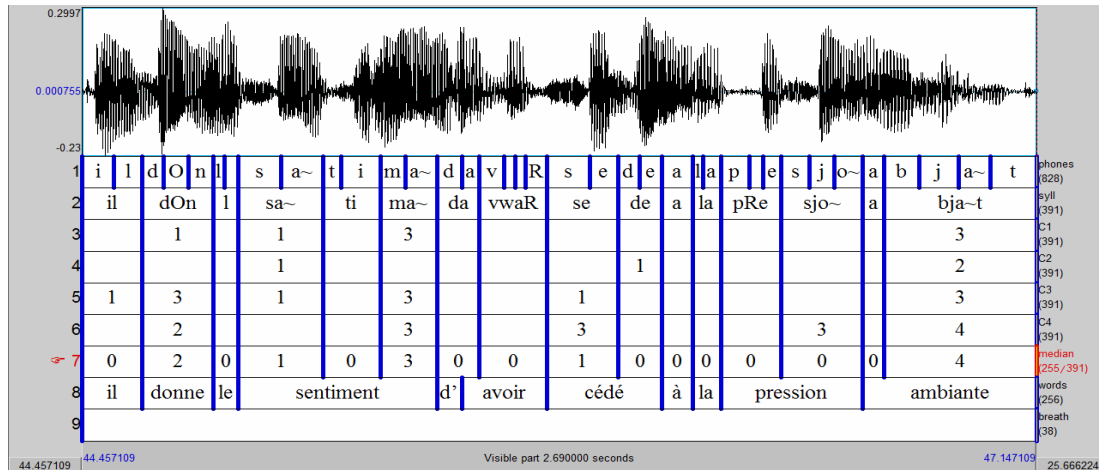 0.2997
0.000755
-0.23
1 i l d O n l s a~ t i m a~ d a v R s e d e a l a p e s j o~ a b j a~ t phones (828)
2 il dOn l sa~ ti ma~ da vwaR se de a la pRe sjo~ a bja~t syll (391)
3 1 1 3 3 C1 (391)
4 1 1 2 C2 (391)
5 1 3 1 3 1 3 C3 (391)
6 2 3 3 3 4 C4 (391)
☞ 7 0 2 0 1 0 3 0 0 1 0 0 0 0 0 0 4 median (255/391)
8 il donne le sentiment d' avoir cédé à la pression ambiante words (256)
9 breath (38)
44.457109 44.457109 Visible part 2.690000 seconds 47.147109 25.666224